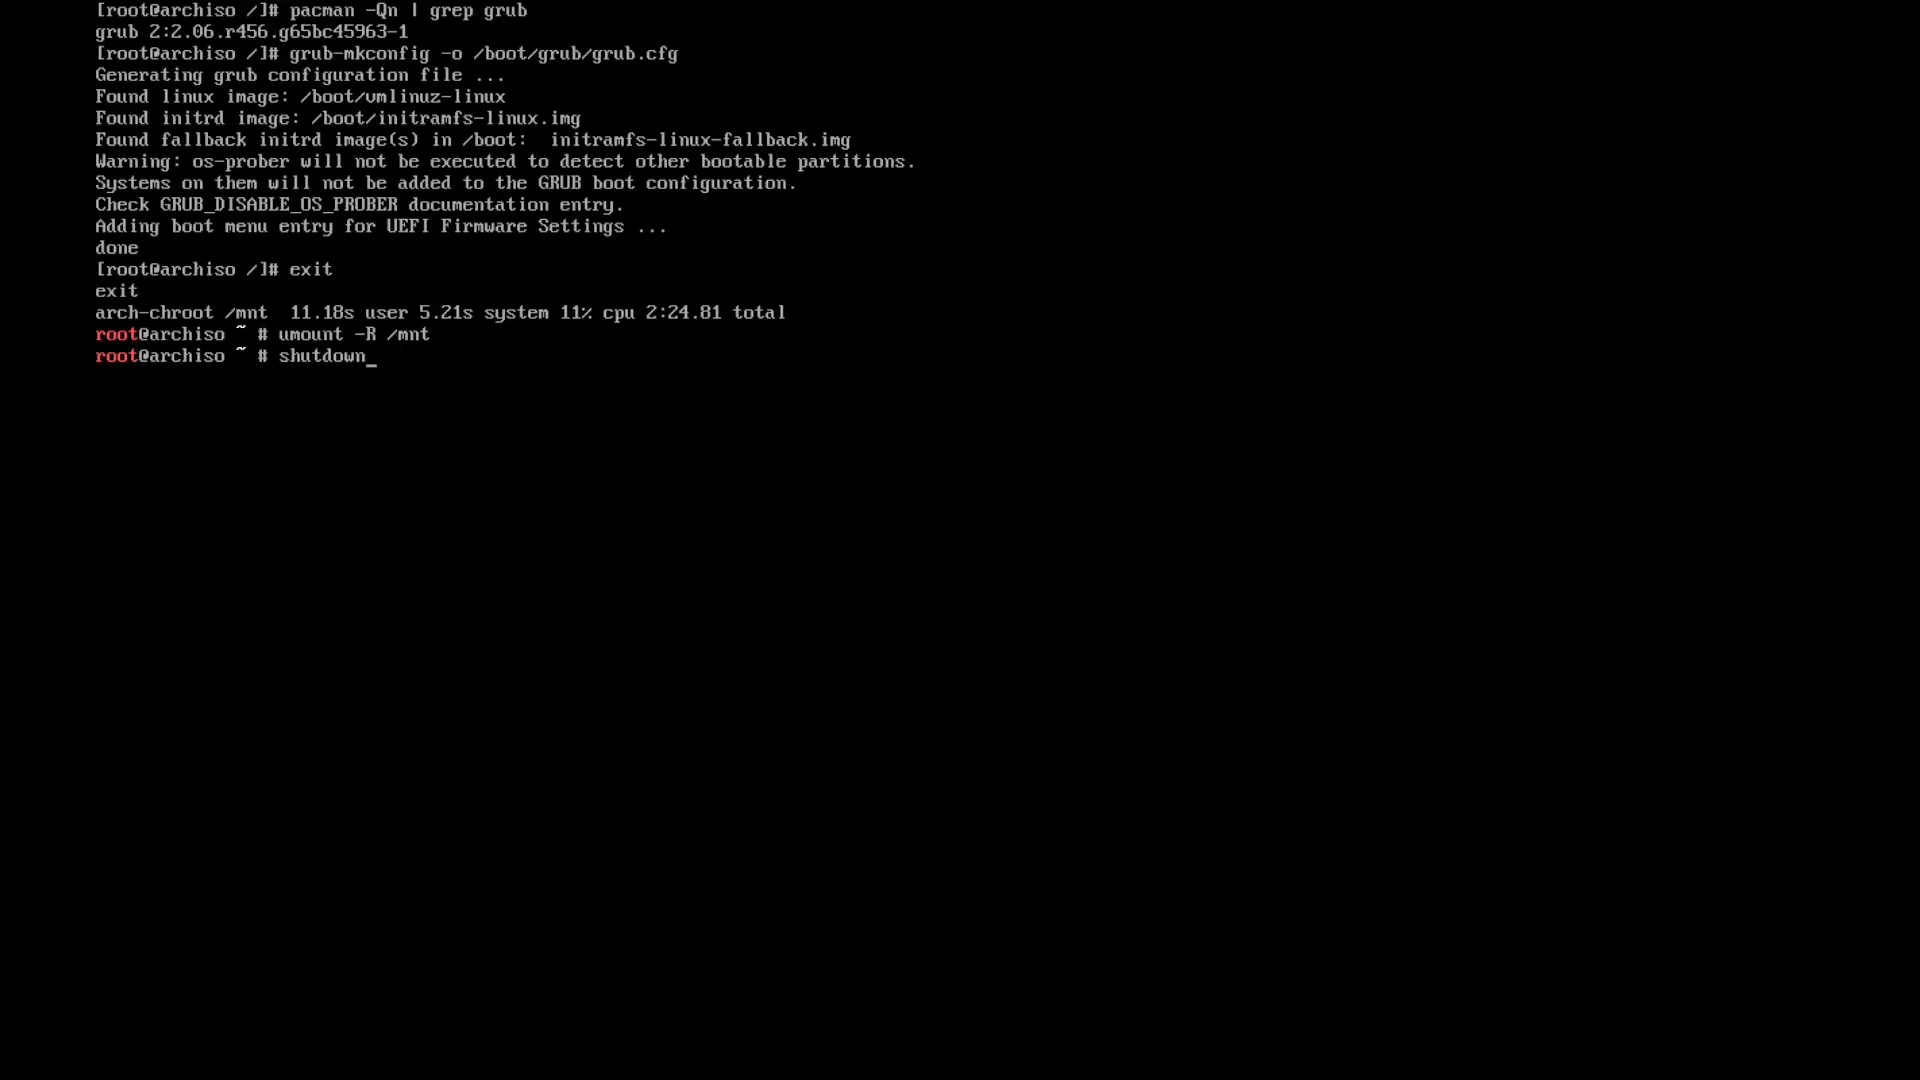 [root@archiso /]# pacman -Qn | grep grub
grub 2:2.06.r456.g65bc45963-1
[root@archiso /]# grub-mkconfig -o /boot/grub/grub.cfg
Generating grub configuration file ...
Found linux image: /boot/vmlinuz-linux
Found initrd image: /boot/initramfs-linux.img
Found fallback initrd image(s) in /boot:  initramfs-linux-fallback.img
Warning: os-prober will not be executed to detect other bootable partitions.
Systems on them will not be added to the GRUB boot configuration.
Check GRUB_DISABLE_OS_PROBER documentation entry.
Adding boot menu entry for UEFI Firmware Settings ...
done
[root@archiso /]# exit
exit
arch-chroot /mnt  11.18s user 5.21s system 11% cpu 2:24.81 total
root@archiso ~ # umount -R /mnt
root@archiso ~ # shutdown_